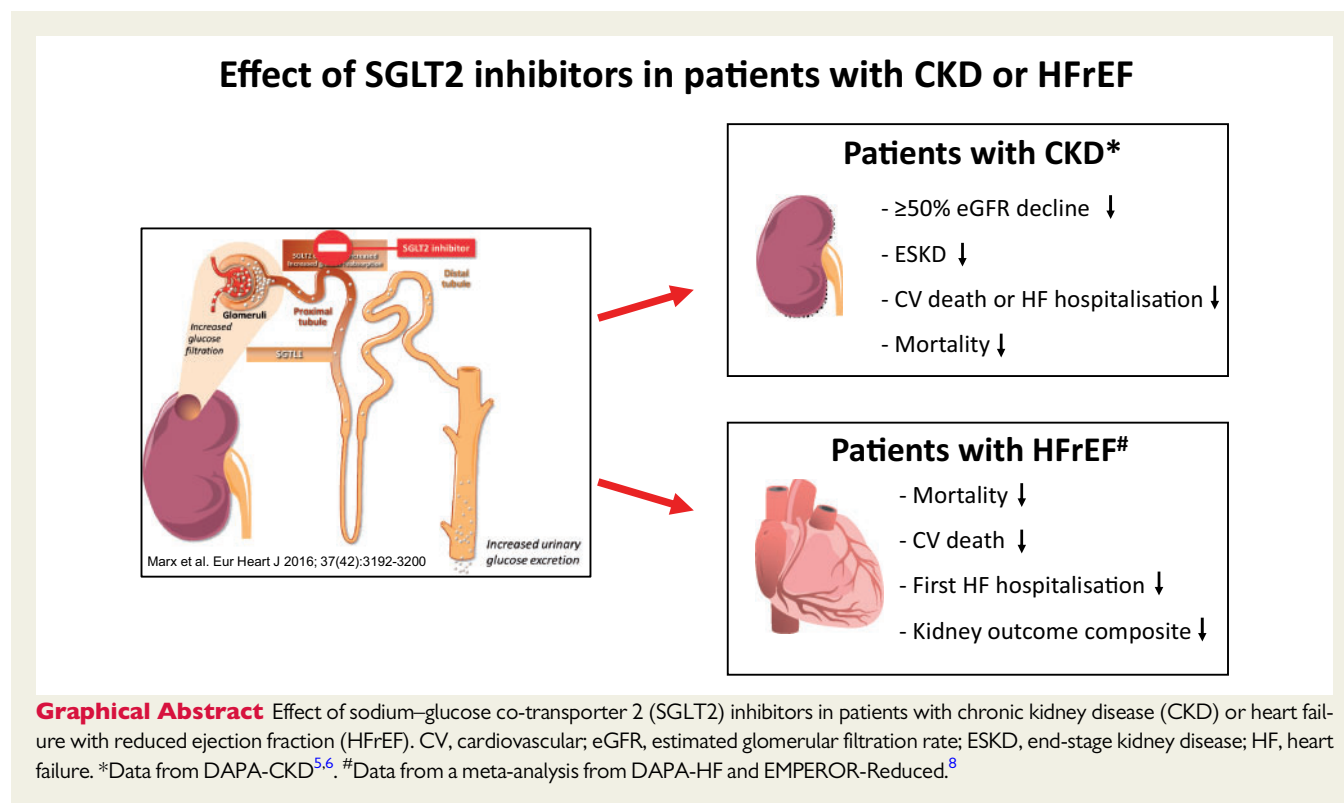 Effect of SGLT2 inhibitors in patients with CKD or HFrEF
SGLT2 inhibitor
Glomeruli
Proximal
tubule
Distal
tubule
Increased
glucose
filtration
SGTL1
Increased urinary
glucose excretion
Marx et al. Eur Heart J 2016; 37(42):3192-3200
Patients with CKD*
- ≥50% eGFR decline ↓
- ESKD ↓
- CV death or HF hospitalisation ↓
- Mortality ↓
Patients with HFrEF#
- Mortality ↓
- CV death ↓
- First HF hospitalisation ↓
- Kidney outcome composite ↓
Graphical Abstract Effect of sodium–glucose co-transporter 2 (SGLT2) inhibitors in patients with chronic kidney disease (CKD) or heart fail-
ure with reduced ejection fraction (HFrEF). CV, cardiovascular; eGFR, estimated glomerular filtration rate; ESKD, end-stage kidney disease; HF, heart
failure. *Data from DAPA-CKD5,6. #Data from a meta-analysis from DAPA-HF and EMPEROR-Reduced.8